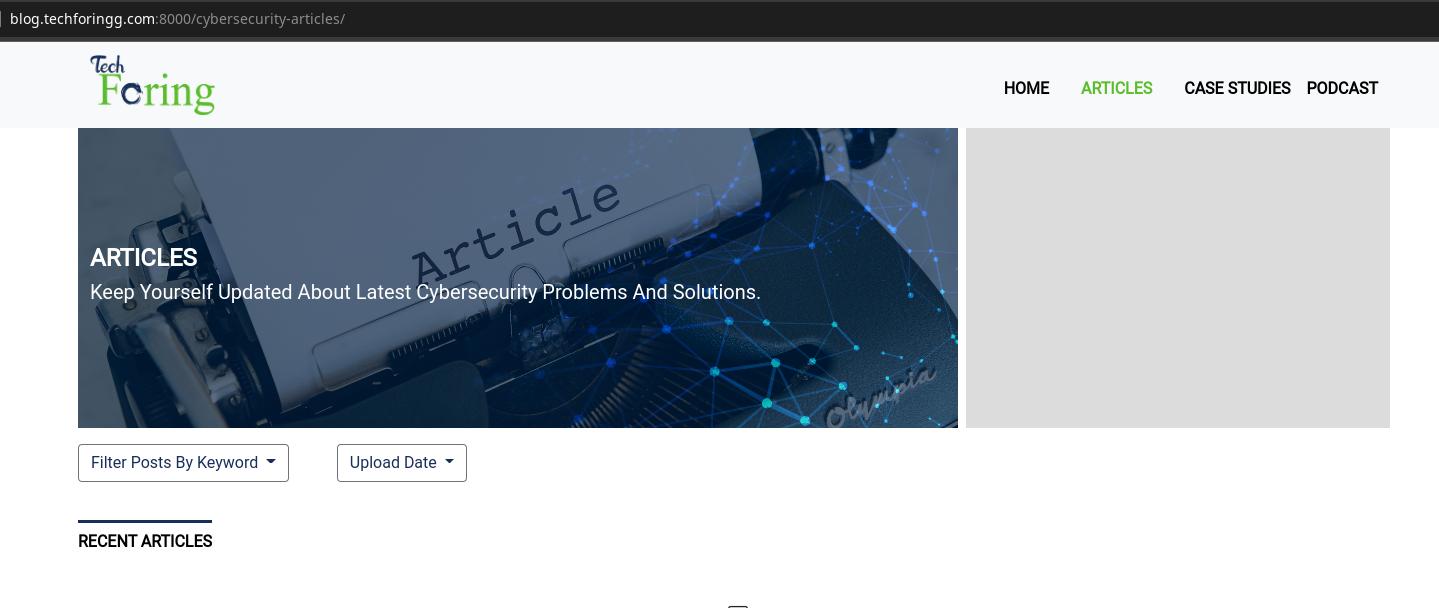 blog.techforingg.com:8000/cybersecurity-articles/
Tech
Foring
HOME
ARTICLES
CASE STUDIES
PODCAST
Article
ARTICLES
Keep Yourself Updated About Latest Cybersecurity Problems And Solutions.
Olympia
Filter Posts By Keyword
Upload Date
RECENT ARTICLES